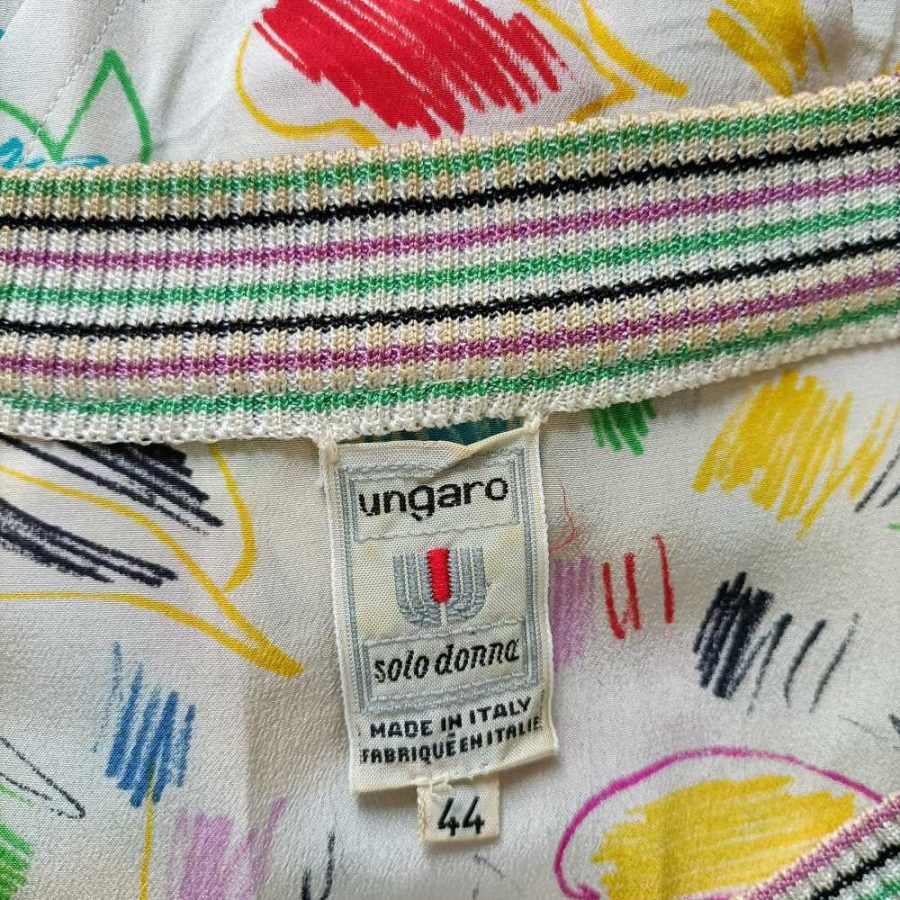 ungaro
solo donna
MADE IN ITALY
FABRIQUÉ EN ITALIE
44